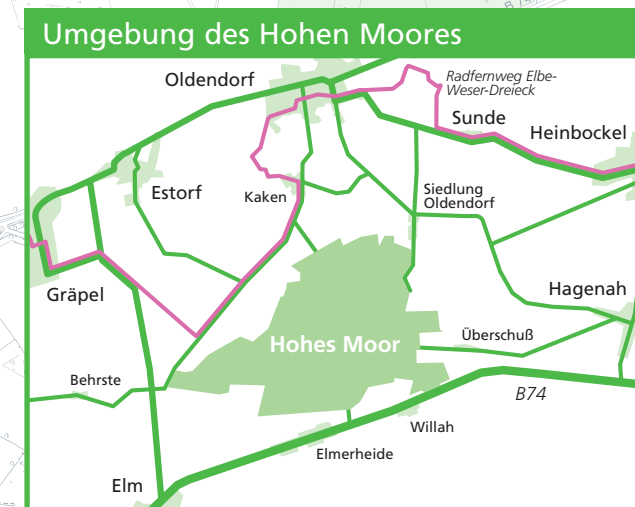 Umgebung des Hohen Moores
Oldendorf
Radfernweg Elbe-
Weser-Dreieck
Sunde
Heinbockel
Estorf
Kaken
Siedlung
Oldendorf
Gräpel
Hagenah
Hohes Moor
Überschuß
Behrste
B74
Willah
Elmerheide
Elm